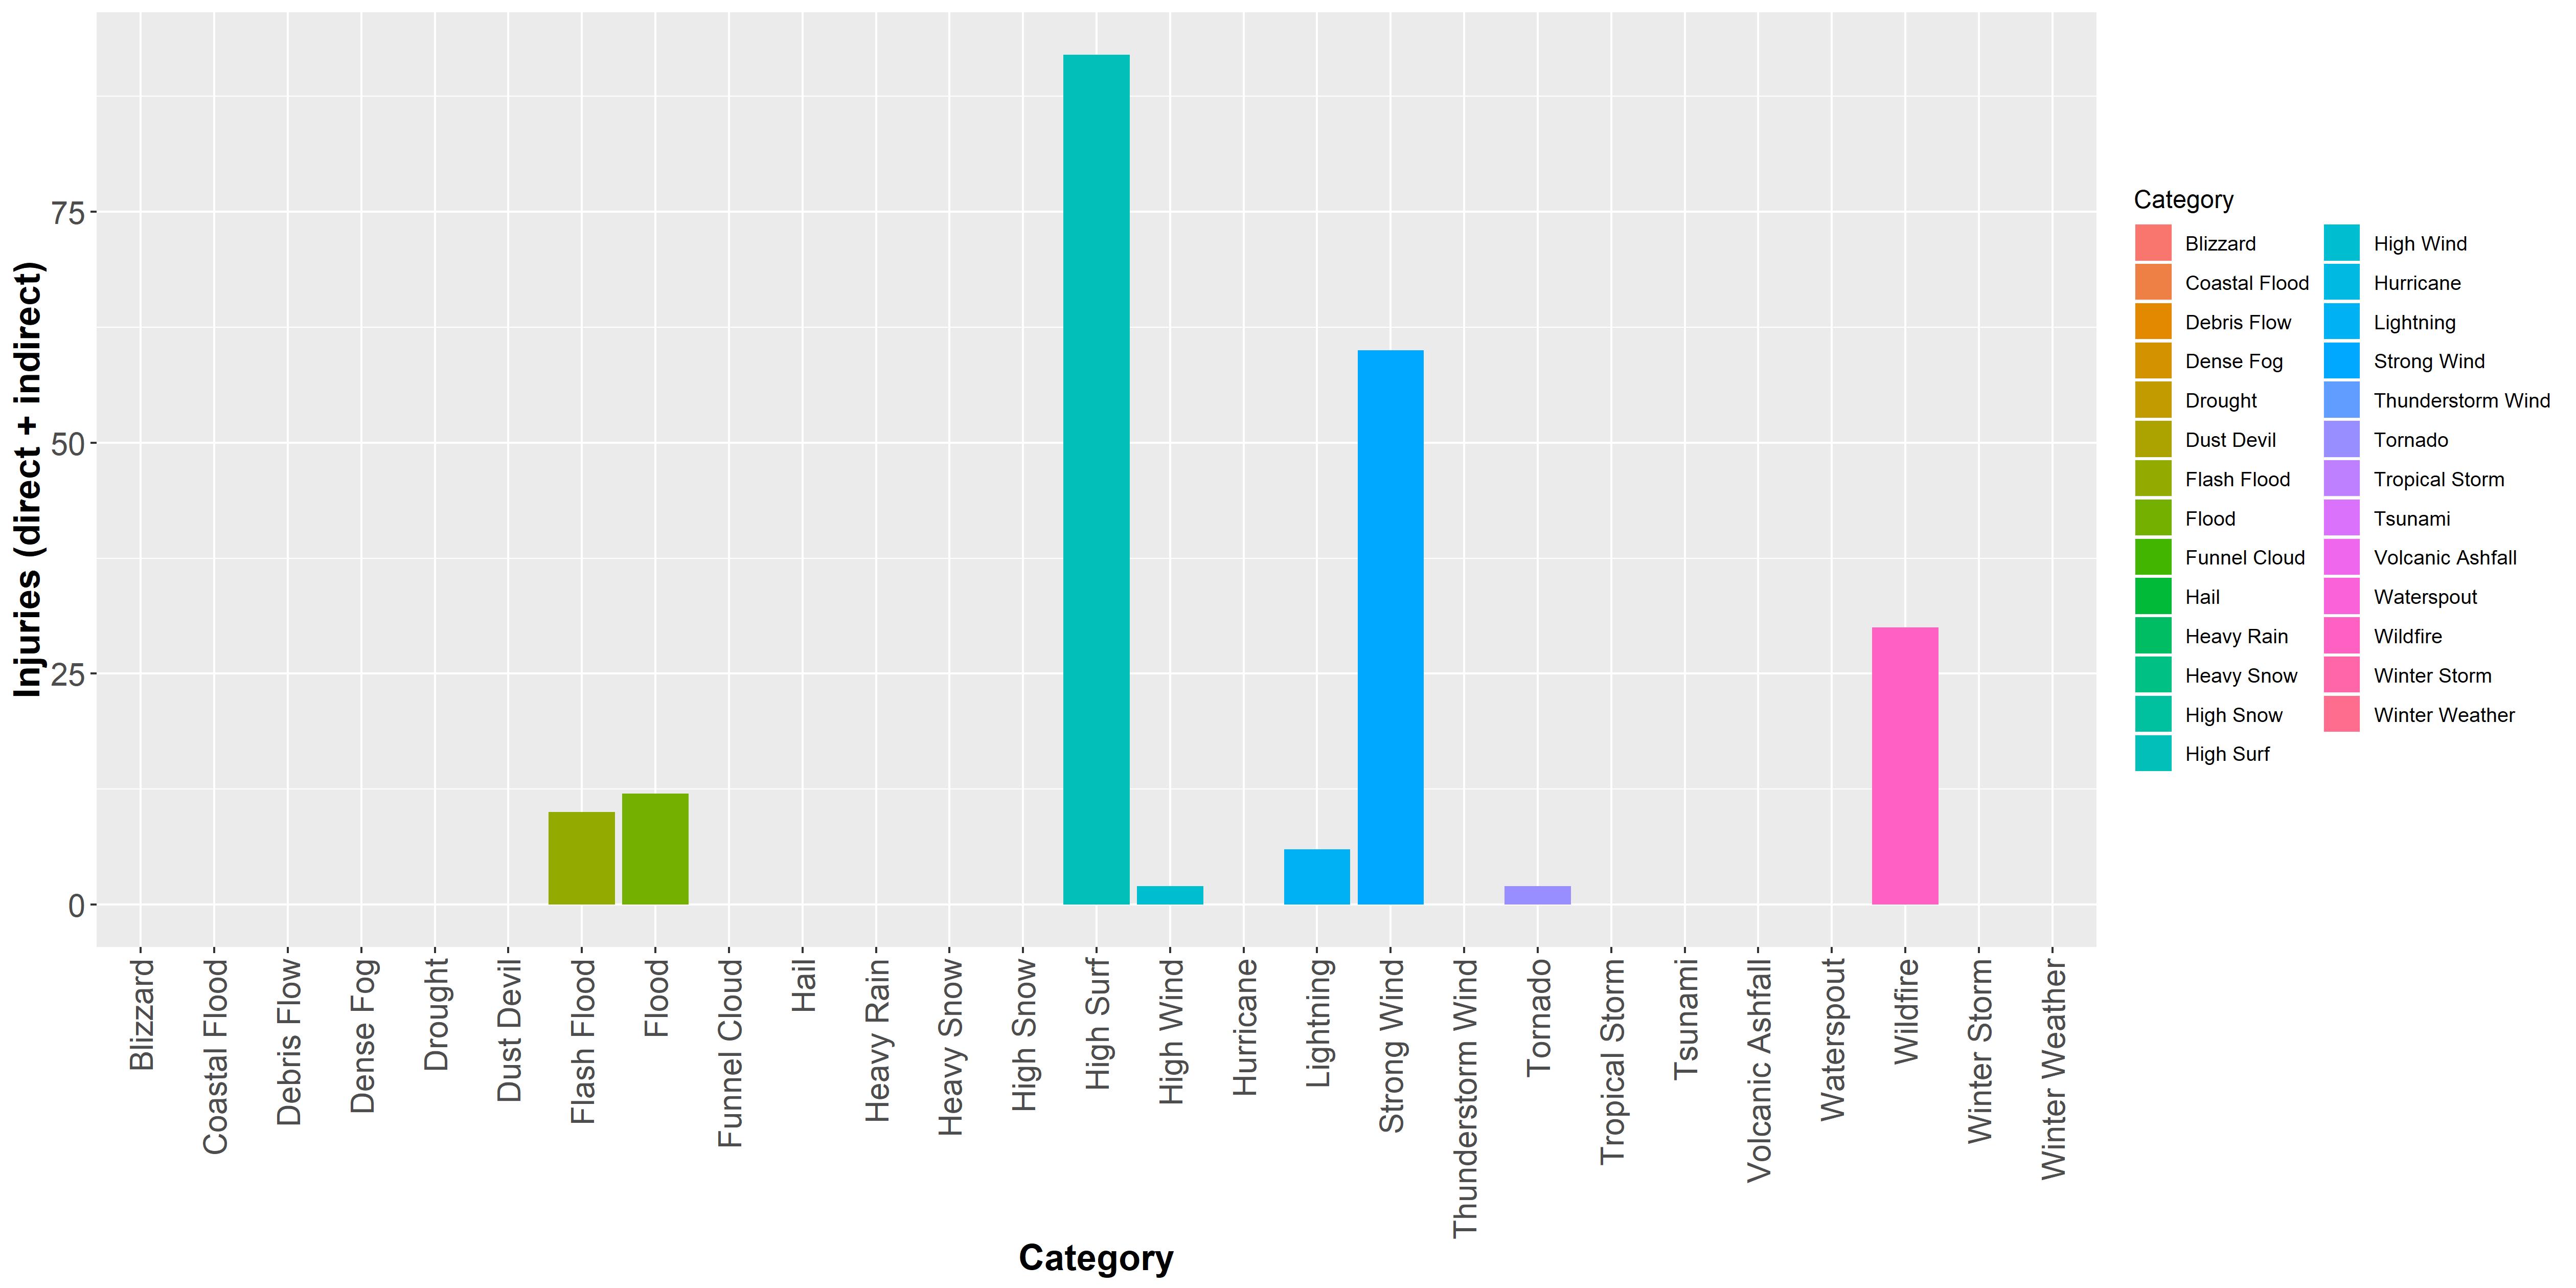 Injuries (direct + indirect)
75
50
25
0
Blizzard
Coastal Flood
Debris Flow
Dense Fog
Drought
Dust Devil
Flash Flood
Flood
Funnel Cloud
Hail
Heavy Rain
Heavy Snow
High Snow
High Surf
High Wind
Hurricane
Lightning
Strong Wind
Thunderstorm Wind
Tornado
Tropical Storm
Tsunami
Volcanic Ashfall
Waterspout
Wildfire
Winter Storm
Winter Weather
Category
Category
Blizzard
Coastal Flood
Debris Flow
Dense Fog
Drought
Dust Devil
Flash Flood
Flood
Funnel Cloud
Hail
Heavy Rain
Heavy Snow
High Snow
High Surf
High Wind
Hurricane
Lightning
Strong Wind
Thunderstorm Wind
Tornado
Tropical Storm
Tsunami
Volcanic Ashfall
Waterspout
Wildfire
Winter Storm
Winter Weather